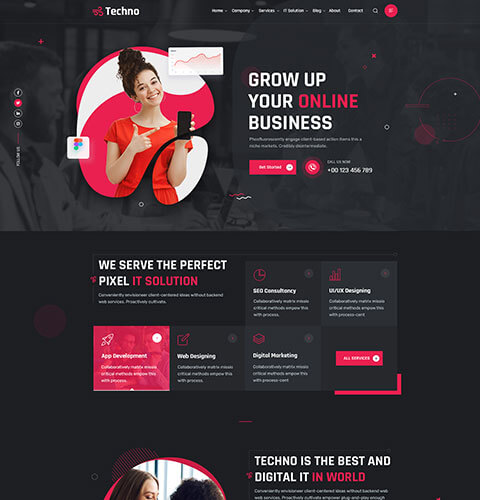 Techno
Home Company Services IT Solution Blog About Contact
GROW UP
YOUR ONLINE
BUSINESS
Phosfluorescently engage client-based action items this a
niche markets. Credibly disintermediate.
Get Started
CALL US NOW
+00 123 456 789
FOLLOW US
WE SERVE THE PERFECT
PIXEL IT SOLUTION
Conveniently envisioneer client-centered ideas without backend
web services. Proactively cultivate.
SEO Consultancy
Collaboratively matrix missio
critical methods empow this
with process.
UI/UX Designing
Collaboratively matrix missis
critical methods empow this
with process-cent
App Development
Collaboratively matrix missis
critical methods empow this
with process.
Web Designing
Collaboratively matrix missis
critical methods empow this
with process.
Digital Marketing
Collaboratively matrix missis
critical methods empow this
with process-cent
ALL SERVICES
TECHNO IS THE BEST AND
DIGITAL IT IN WORLD
Conveniently envisioneer client-centered ideas without backend
web services. Proactively empower plug-and-play enough